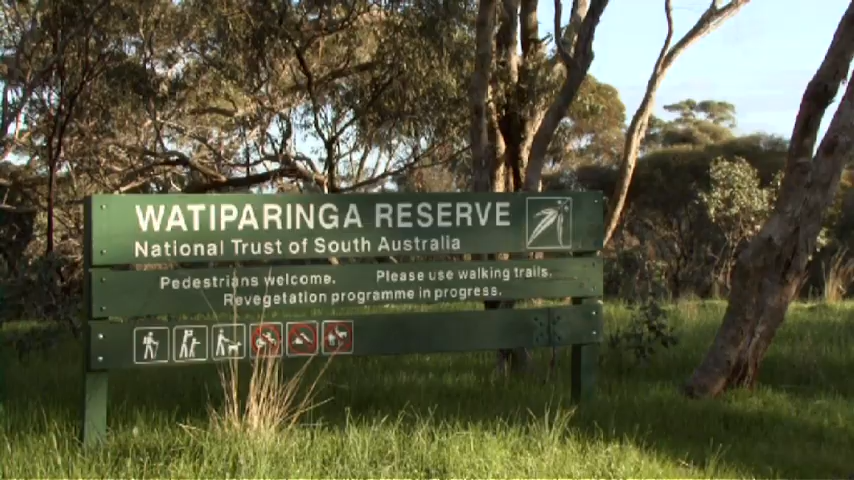 WATIPARINGA RESERVE
National Trust of South Australia
Pedestrians welcome. Please use walking trails.
Revegetation programme in progress.